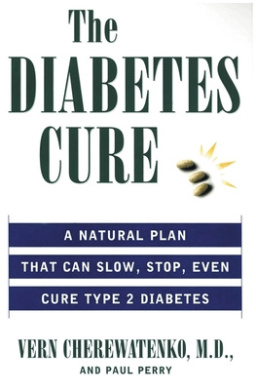 The
DIABETES
CURE
A NATURAL PLAN
THAT CAN SLOW, STOP, EVEN
CURE TYPE 2 DIABETES
VERN CHEREWATENKO, M.D.,
AND PAUL PERRY